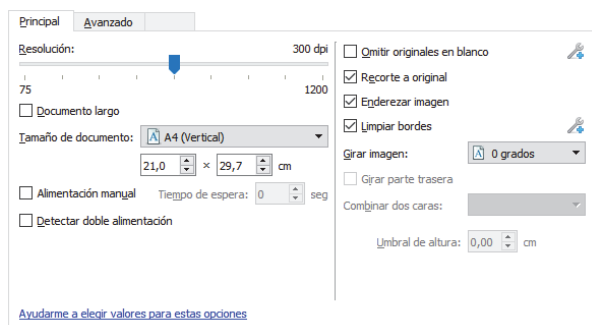 Principal Avanzado
Resolución: 300 dpi
75 1200
Documento largo
Tamaño de documento: A4 (Vertical)
21,0 × 29,7 cm
Alimentación manual Tiempo de espera: 0 seg
Detectar doble alimentación
Ayudarme a elegir valores para estas opciones
Omitir originales en blanco
Recorte a original
Enderezar imagen
Limpiar bordes
Girar imagen: 0 grados
Girar parte trasera
Combinar dos caras:
Umbral de altura: 0,00 cm